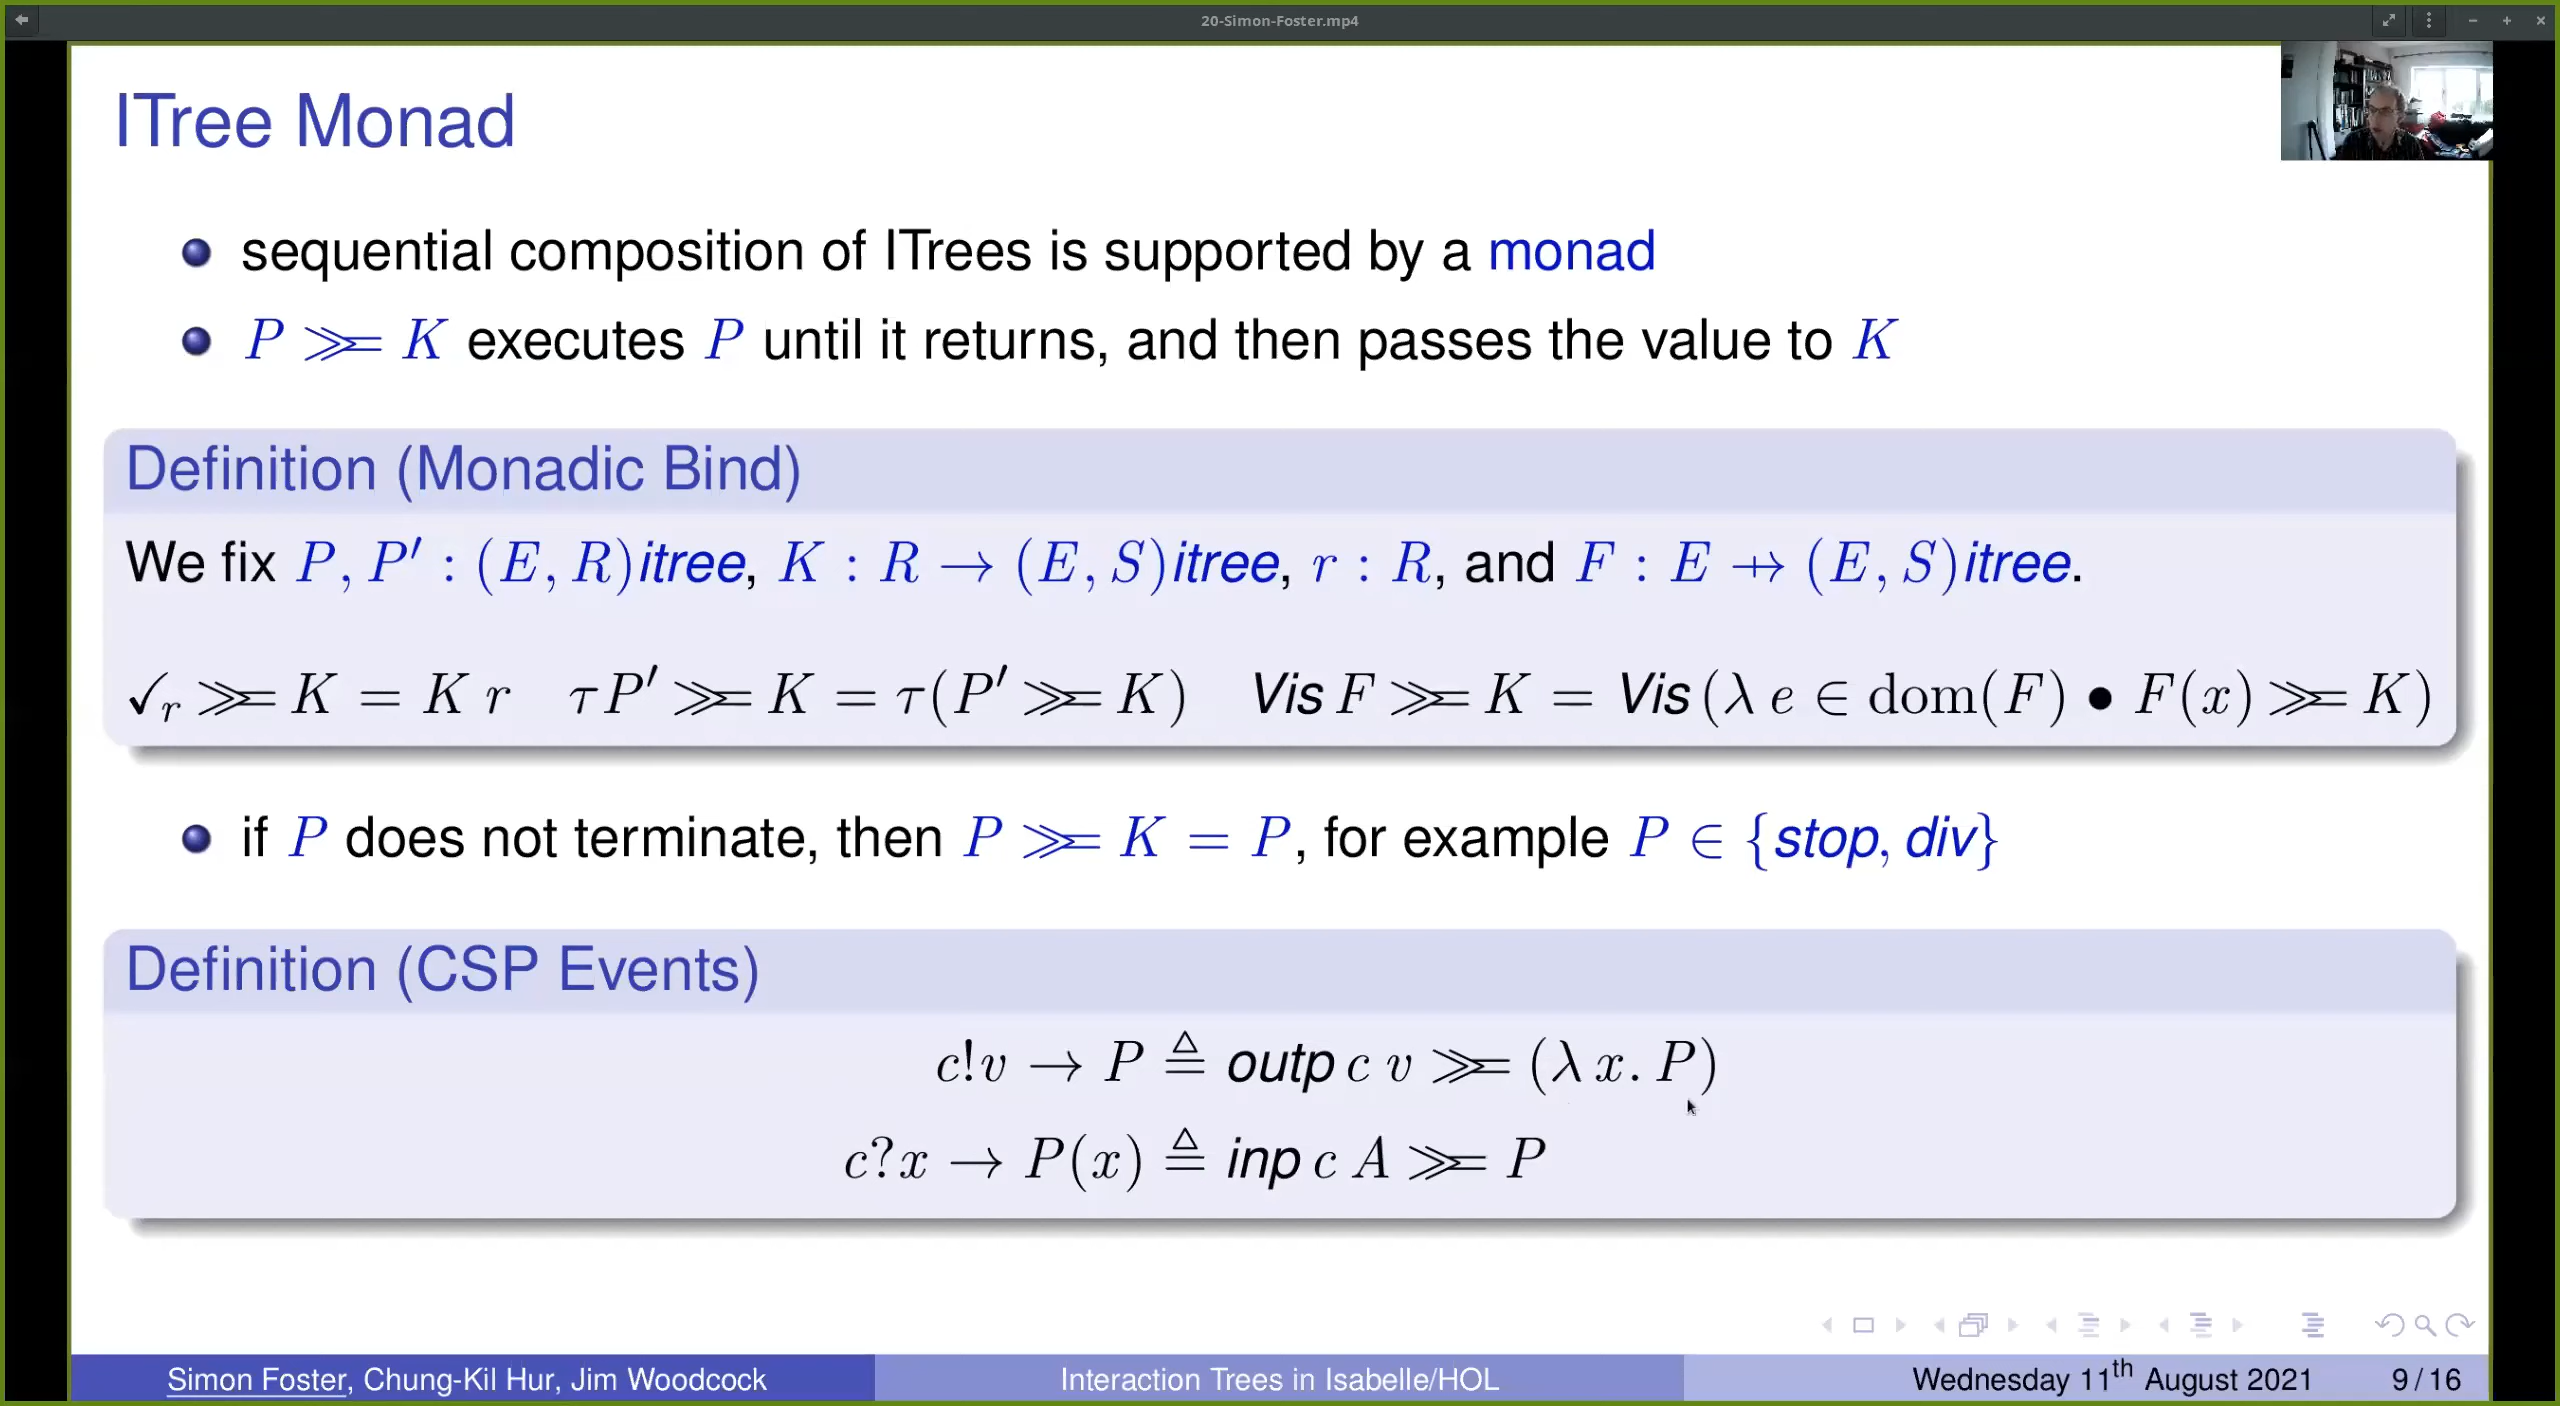 20-Simon-Foster.mp4
ITree Monad
sequential composition of ITrees is supported by a monad
P ≫= K executes P until it returns, and then passes the value to K
Definition (Monadic Bind)
We fix P, P′ : (E, R)itree, K : R → (E, S)itree, r : R, and F : E ⇸ (E, S)itree.
✓r ≫= K = K r τP′ ≫= K = τ(P′ ≫= K) Vis F ≫= K = Vis (λ e ∈ dom(F) • F(x) ≫= K)
if P does not terminate, then P ≫= K = P, for example P ∈ {stop, div}
Definition (CSP Events)
c!v → P ≜ outp c v ≫= (λ x. P)
c?x → P(x) ≜ inp c A ≫= P
Simon Foster, Chung-Kil Hur, Jim Woodcock Interaction Trees in Isabelle/HOL Wednesday 11th August 2021 9 / 16